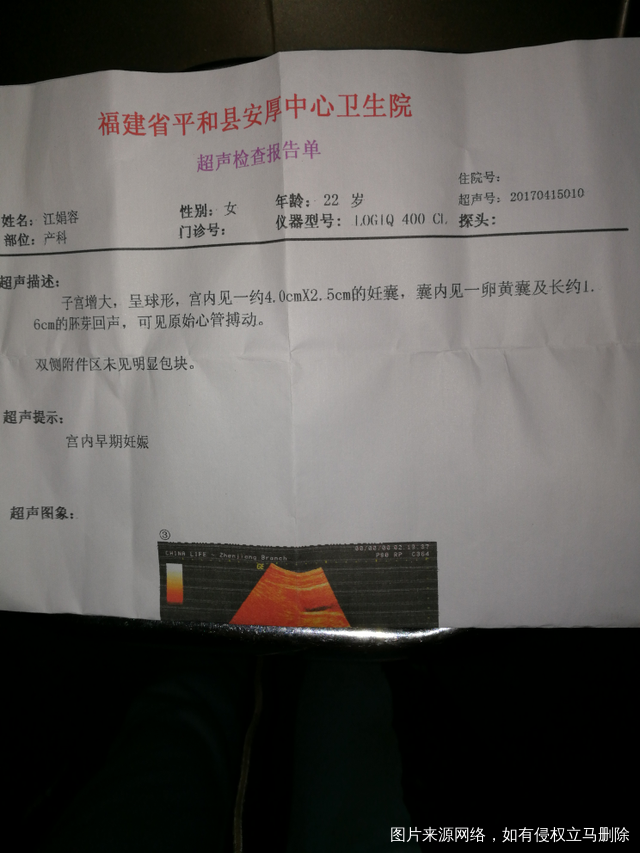 福建省平和县安厚中心卫生院
超声检查报告单
住院号：
姓名：江娟容 性别：女 年龄：22 岁 超声号：20170415010
部位：产科 门诊号： 仪器型号：LOGIQ 400 CL 探头：
超声描述：
子宫增大，呈球形，宫内见一约4.0cmX2.5cm的妊囊，囊内见一卵黄囊及长约1.
6cm的胚芽回声，可见原始心管搏动。
双侧附件区未见明显包块。
超声提示：
宫内早期妊娠
超声图象：
③
CHINA LIFE - Zhenjiang Branch
GE
图片来源网络，如有侵权立马删除